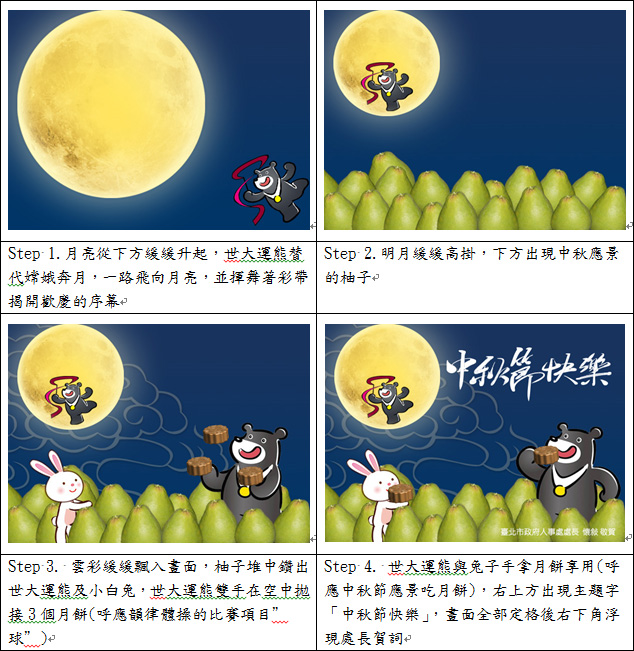 Step 1.月亮從下方緩緩升起，世大運熊替
代嫦娥奔月，一路飛向月亮，並揮舞著彩帶
揭開歡慶的序幕
Step 2.明月緩緩高掛，下方出現中秋應景
的柚子
中秋節快樂
臺北市政府人事處處長 懷敍 敬賀
Step 3. 雲彩緩緩飄入畫面，柚子堆中鑽出
世大運熊及小白兔，世大運熊雙手在空中拋
接3個月餅(呼應韻律體操的比賽項目”
球”)
Step 4. 世大運熊與兔子手拿月餅享用(呼
應中秋節應景吃月餅)，右上方出現主題字
「中秋節快樂」，畫面全部定格後右下角浮
現處長賀詞